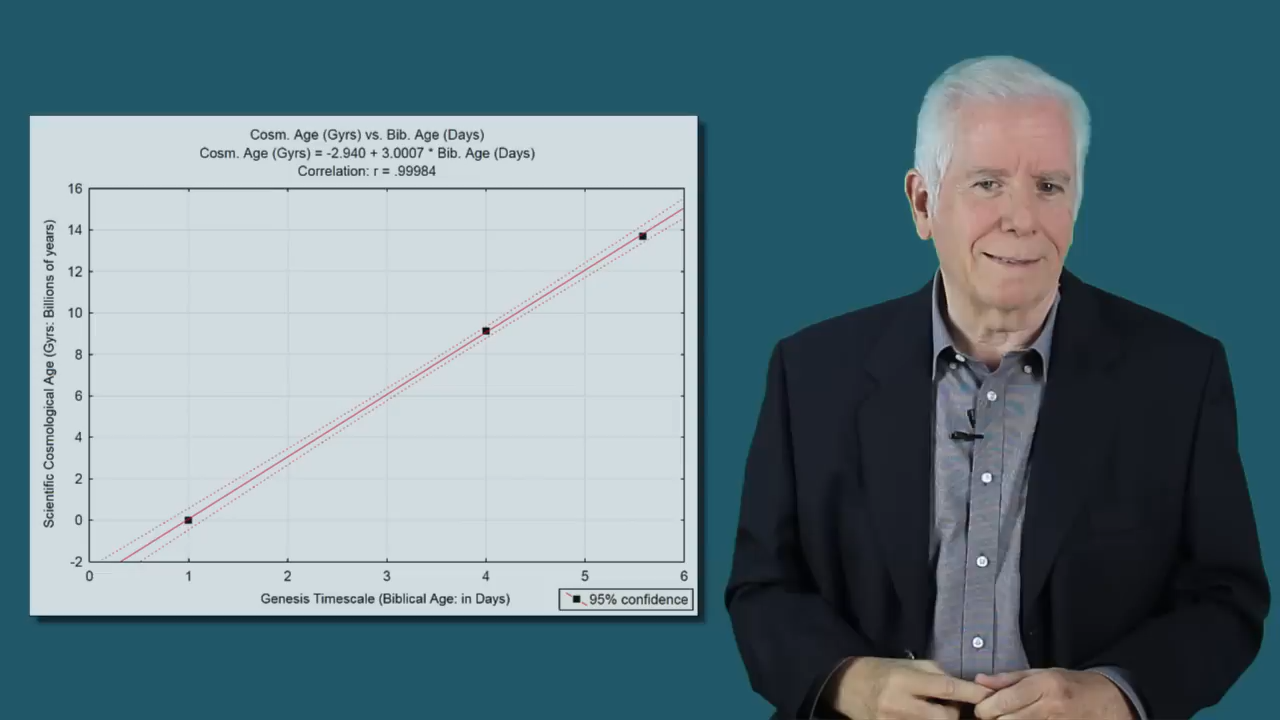 Cosm. Age (Gyrs) vs. Bib. Age (Days)
Cosm. Age (Gyrs) = -2.940 + 3.0007 * Bib. Age (Days)
Correlation: r = .99984
Scientific Cosmological Age (Gyrs: Billions of years)
16
14
12
10
8
6
4
2
0
-2
0 1 2 3 4 5 6
Genesis Timescale (Biblical Age: in Days)
95% confidence